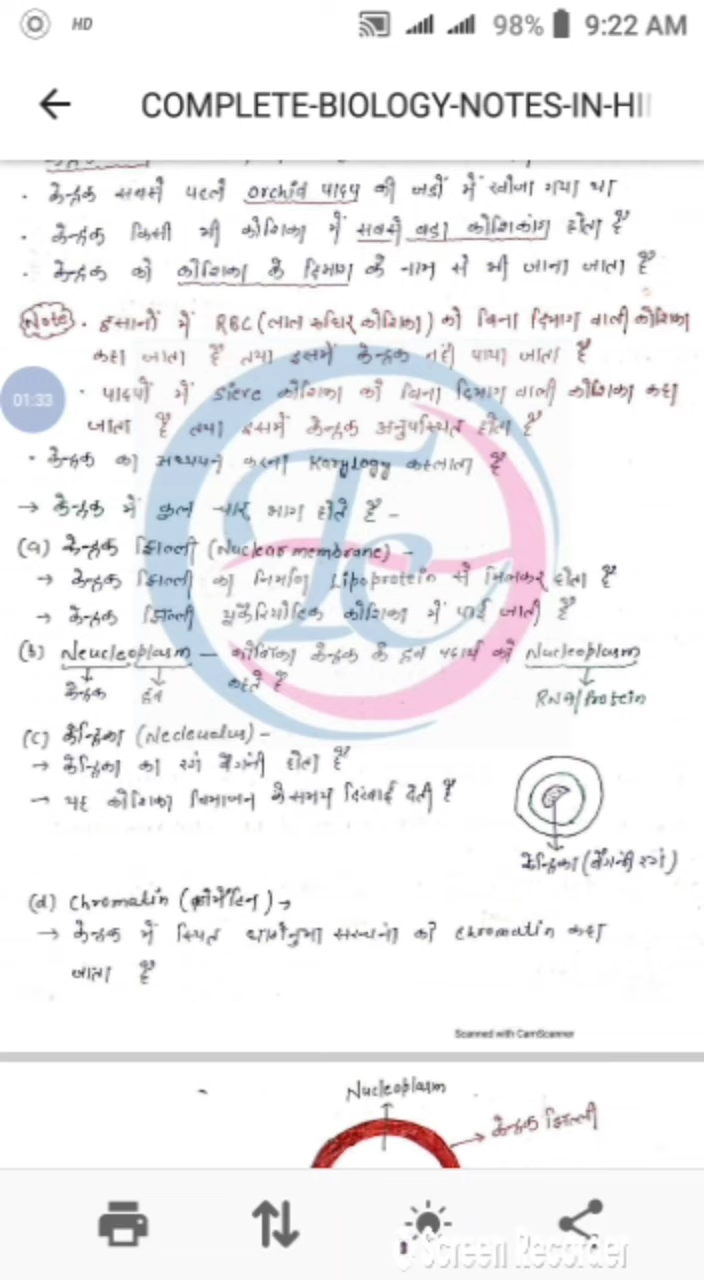 HD 98% 9:22 AM
COMPLETE-BIOLOGY-NOTES-IN-HI
• केन्द्रक सबसे पहले orchid पादप की जडों में खोजा गया था
• केन्द्रक किसी भी कोशिका में सबसे बडा कोशिकांग होता है
• केन्द्रक को कोशिका के दिमाग के नाम से भी जाना जाता है
Note • इंसानों में RBC (लाल रूधिर कोशिका) को बिना दिमाग वाली कोशिका
कहा जाता है तथा इसमें केन्द्रक नहीं पाया जाता है
01:33
• पादपों में sieve कोशिका को बिना दिमाग वाली कोशिका कहा
जाता है तथा इसमें केन्द्रक अनुपस्थित होता है
• केन्द्रक का अध्ययन करना Karylogy कहलाता है
→ केन्द्रक में कुल चार भाग होते है -
(a) केन्द्रक झिल्ली (Nuclear membrane) -
→ केन्द्रक झिल्ली का निर्माण Lipoprotein से मिलकर होता है
→ केन्द्रक झिल्ली यूकैरियोटिक कोशिका में पाई जाती है
(b) Neucleoplasm - कोशिका केन्द्रक के द्रव पदार्थ को Nucleoplasm
केन्द्रक द्रव कहते है RNA/Protein
(c) केन्द्रिका (Necleualus) -
→ केन्द्रिका का रंग बैंगनी होता है
→ यह कोशिका विभाजन के समय दिखाई देती है
केन्द्रिका (बैंगनी रंग)
(d) Chromatin (क्रोमेटिन) →
→ केन्द्रक में स्थित धागेनुमा सरंचना को chromatin कहा
जाता है
Scanned with CamScanner
Nucleoplasm
केन्द्रक झिल्ली
Screen Recorder